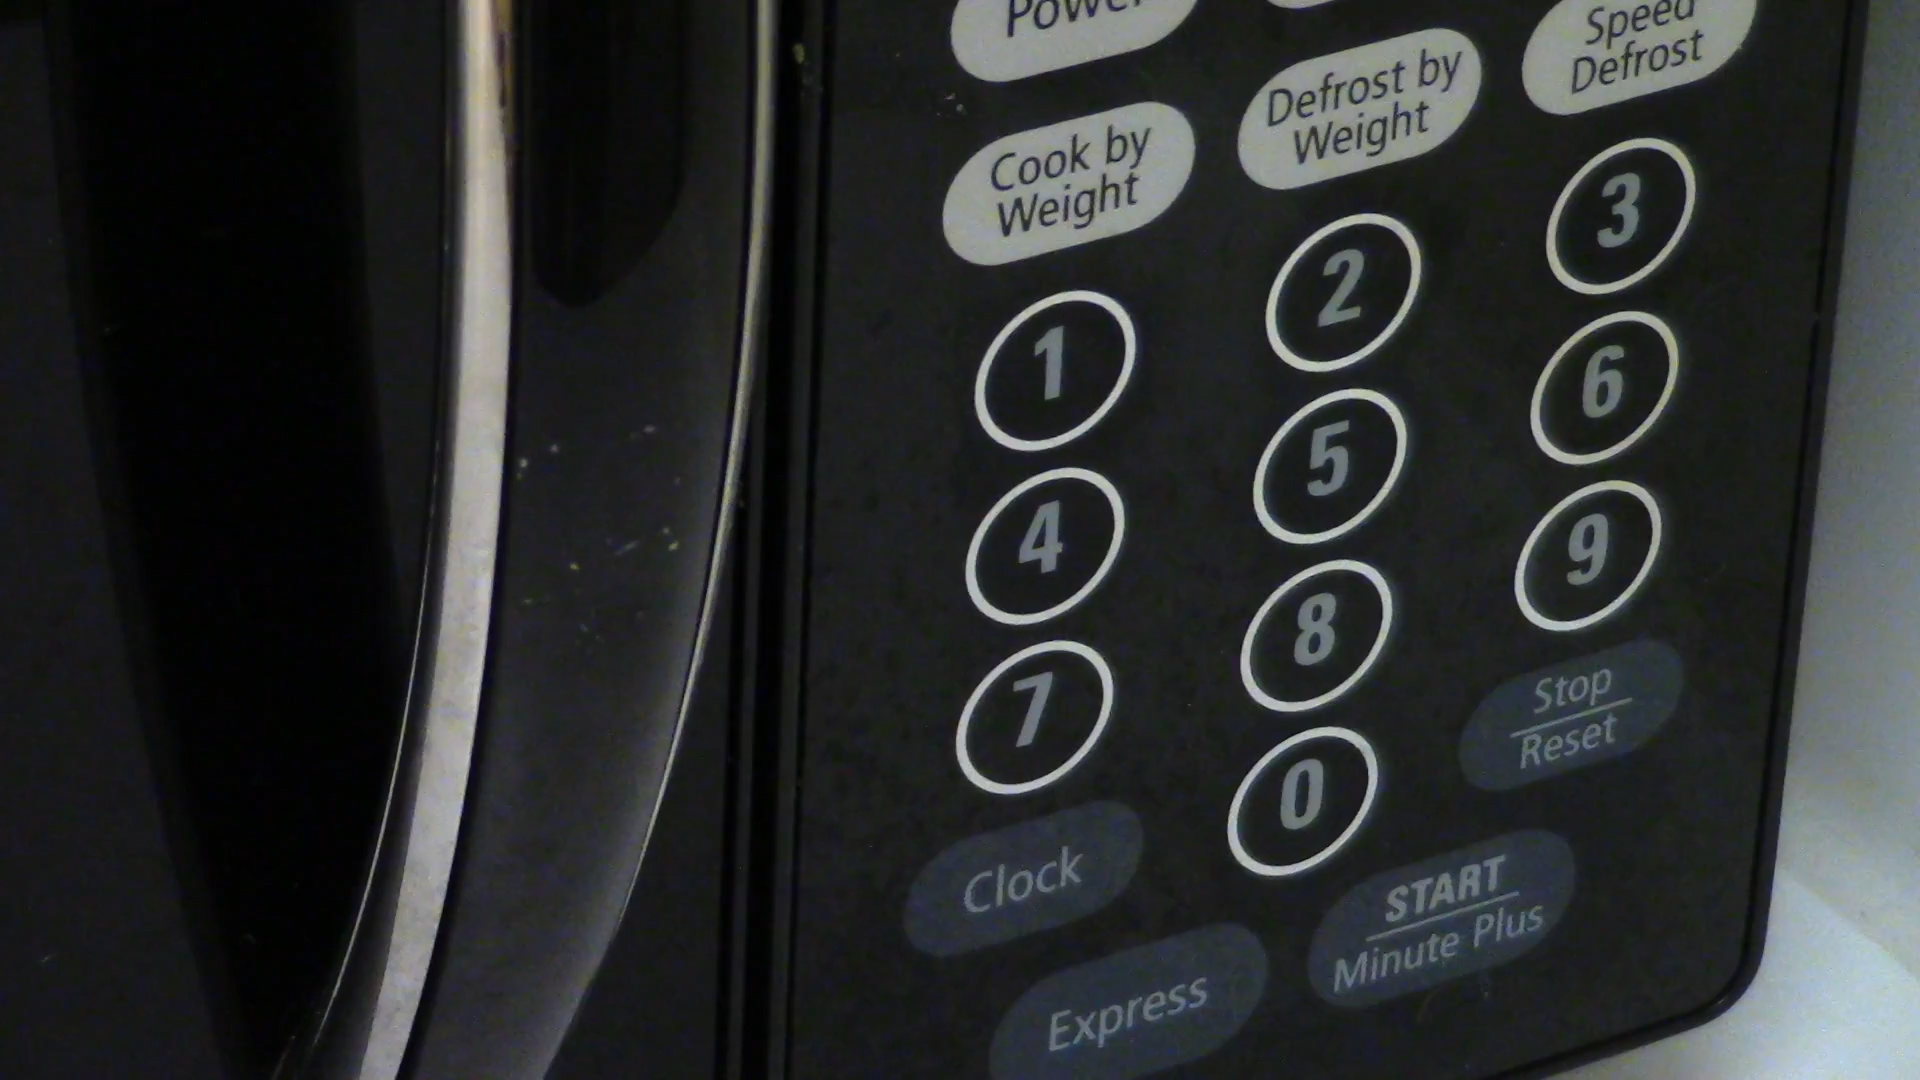 Power
Speed
Defrost
Defrost by
Weight
Cook by
Weight
1
2
3
4
5
6
7
8
9
0
Stop
Reset
Clock
START
Minute Plus
Express